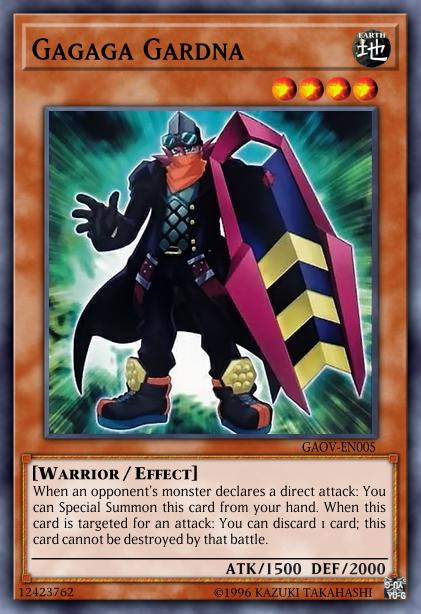 GAGAGA GARDNA
EARTH
地
GAOV-EN005
[WARRIOR / EFFECT]
When an opponent's monster declares a direct attack: You
can Special Summon this card from your hand. When this
card is targeted for an attack: You can discard 1 card; this
card cannot be destroyed by that battle.
ATK/1500 DEF/2000
12423762
©1996 KAZUKI TAKAHASHI